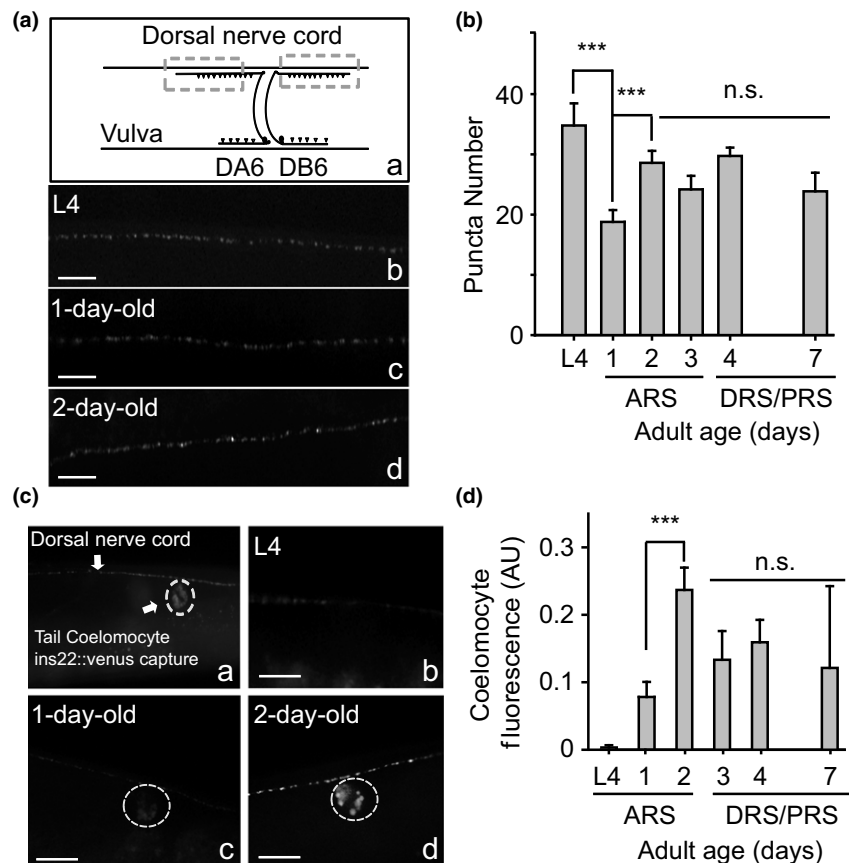 (a)
Dorsal nerve cord
Vulva
DA6 DB6
a
L4
b
1-day-old
c
2-day-old
d
(b)
***
***
n.s.
Puncta Number
40
20
0
L4 1 2 3 4 7
ARS DRS/PRS
Adult age (days)
(c)
Dorsal nerve cord
Tail Coelomocyte
ins22::venus capture
a
L4
b
1-day-old
c
2-day-old
d
(d)
***
n.s.
Coelomocyte
fluorescence (AU)
0.3
0.2
0.1
0
L4 1 2 3 4 7
ARS DRS/PRS
Adult age (days)